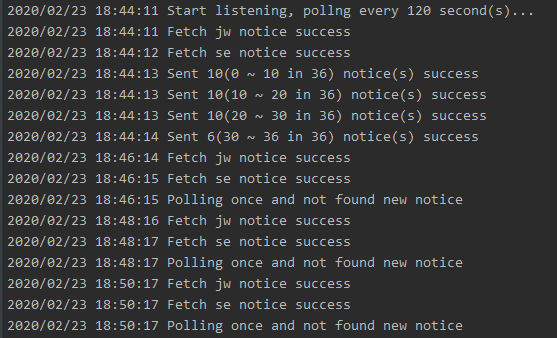 2020/02/23 18:44:11 Start listening, pollng every 120 second(s)...
2020/02/23 18:44:11 Fetch jw notice success
2020/02/23 18:44:12 Fetch se notice success
2020/02/23 18:44:13 Sent 10(0 ~ 10 in 36) notice(s) success
2020/02/23 18:44:13 Sent 10(10 ~ 20 in 36) notice(s) success
2020/02/23 18:44:13 Sent 10(20 ~ 30 in 36) notice(s) success
2020/02/23 18:44:14 Sent 6(30 ~ 36 in 36) notice(s) success
2020/02/23 18:46:14 Fetch jw notice success
2020/02/23 18:46:15 Fetch se notice success
2020/02/23 18:46:15 Polling once and not found new notice
2020/02/23 18:48:16 Fetch jw notice success
2020/02/23 18:48:17 Fetch se notice success
2020/02/23 18:48:17 Polling once and not found new notice
2020/02/23 18:50:17 Fetch jw notice success
2020/02/23 18:50:17 Fetch se notice success
2020/02/23 18:50:17 Polling once and not found new notice